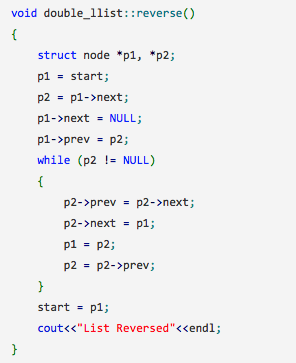 void double_llist::reverse()
{
    struct node *p1, *p2;
    p1 = start;
    p2 = p1->next;
    p1->next = NULL;
    p1->prev = p2;
    while (p2 != NULL)
    {
        p2->prev = p2->next;
        p2->next = p1;
        p1 = p2;
        p2 = p2->prev;
    }
    start = p1;
    cout<<"List Reversed"<<endl;
}